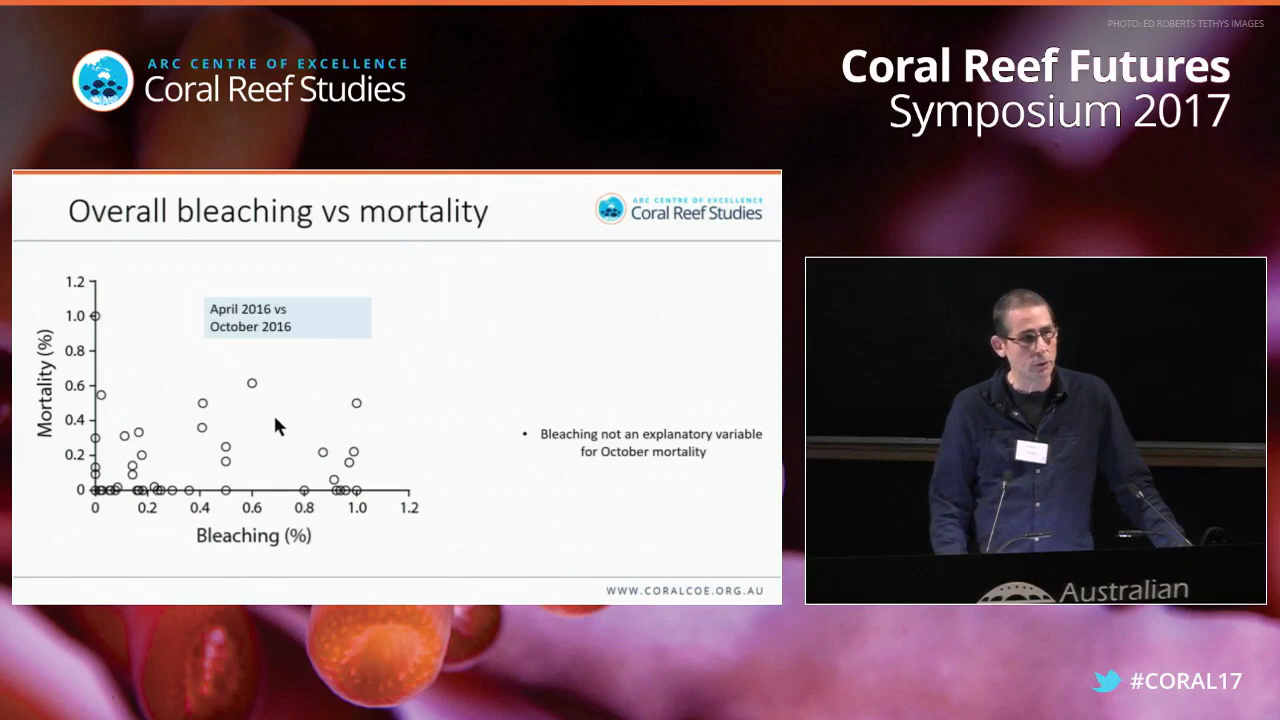 PHOTO: ED ROBERTS TETHYS IMAGES
ARC CENTRE OF EXCELLENCE
Coral Reef Studies
Coral Reef Futures
Symposium 2017
Overall bleaching vs mortality
ARC CENTRE OF EXCELLENCE
Coral Reef Studies
April 2016 vs
October 2016
Mortality (%)
1.2
1.0
0.8
0.6
0.4
0.2
0
0 0.2 0.4 0.6 0.8 1.0 1.2
Bleaching (%)
• Bleaching not an explanatory variable
for October mortality
WWW.CORALCOE.ORG.AU
Australian
#CORAL17